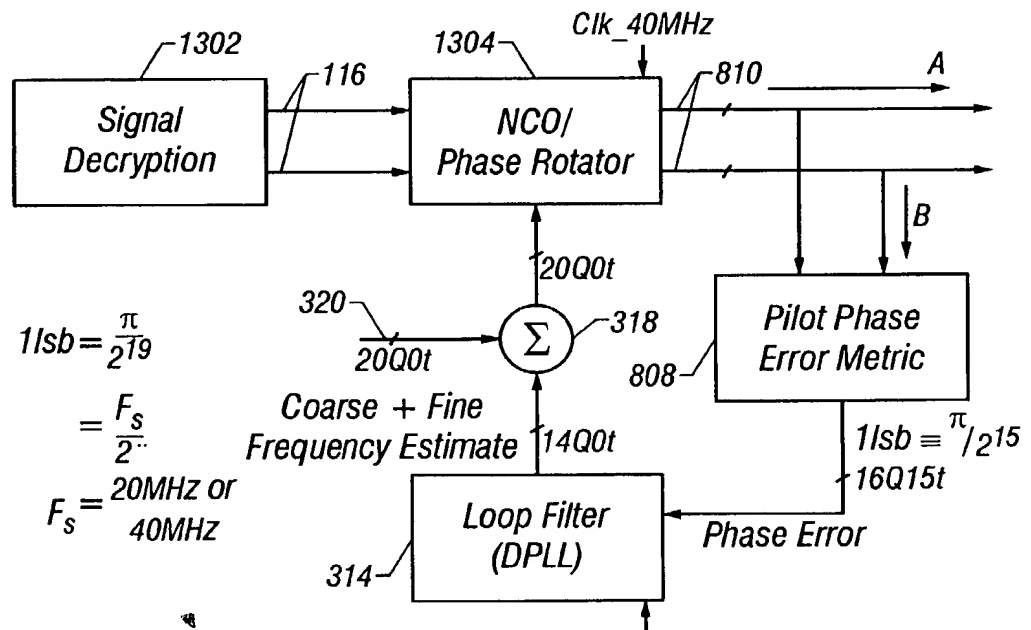 Clk_40MHz
1302
116
1304
810
A
Signal
Decryption
NCO/
Phase Rotator
B
20Q0t
320
20Q0t
Σ
318
Pilot Phase
Error Metric
808
1lsb = π/2^19
= F_s/2^..
F_s = 20MHz or
40MHz
Coarse + Fine
Frequency Estimate
14Q0t
1lsb ≡ π/2^15
16Q15t
Loop Filter
(DPLL)
314
Phase Error